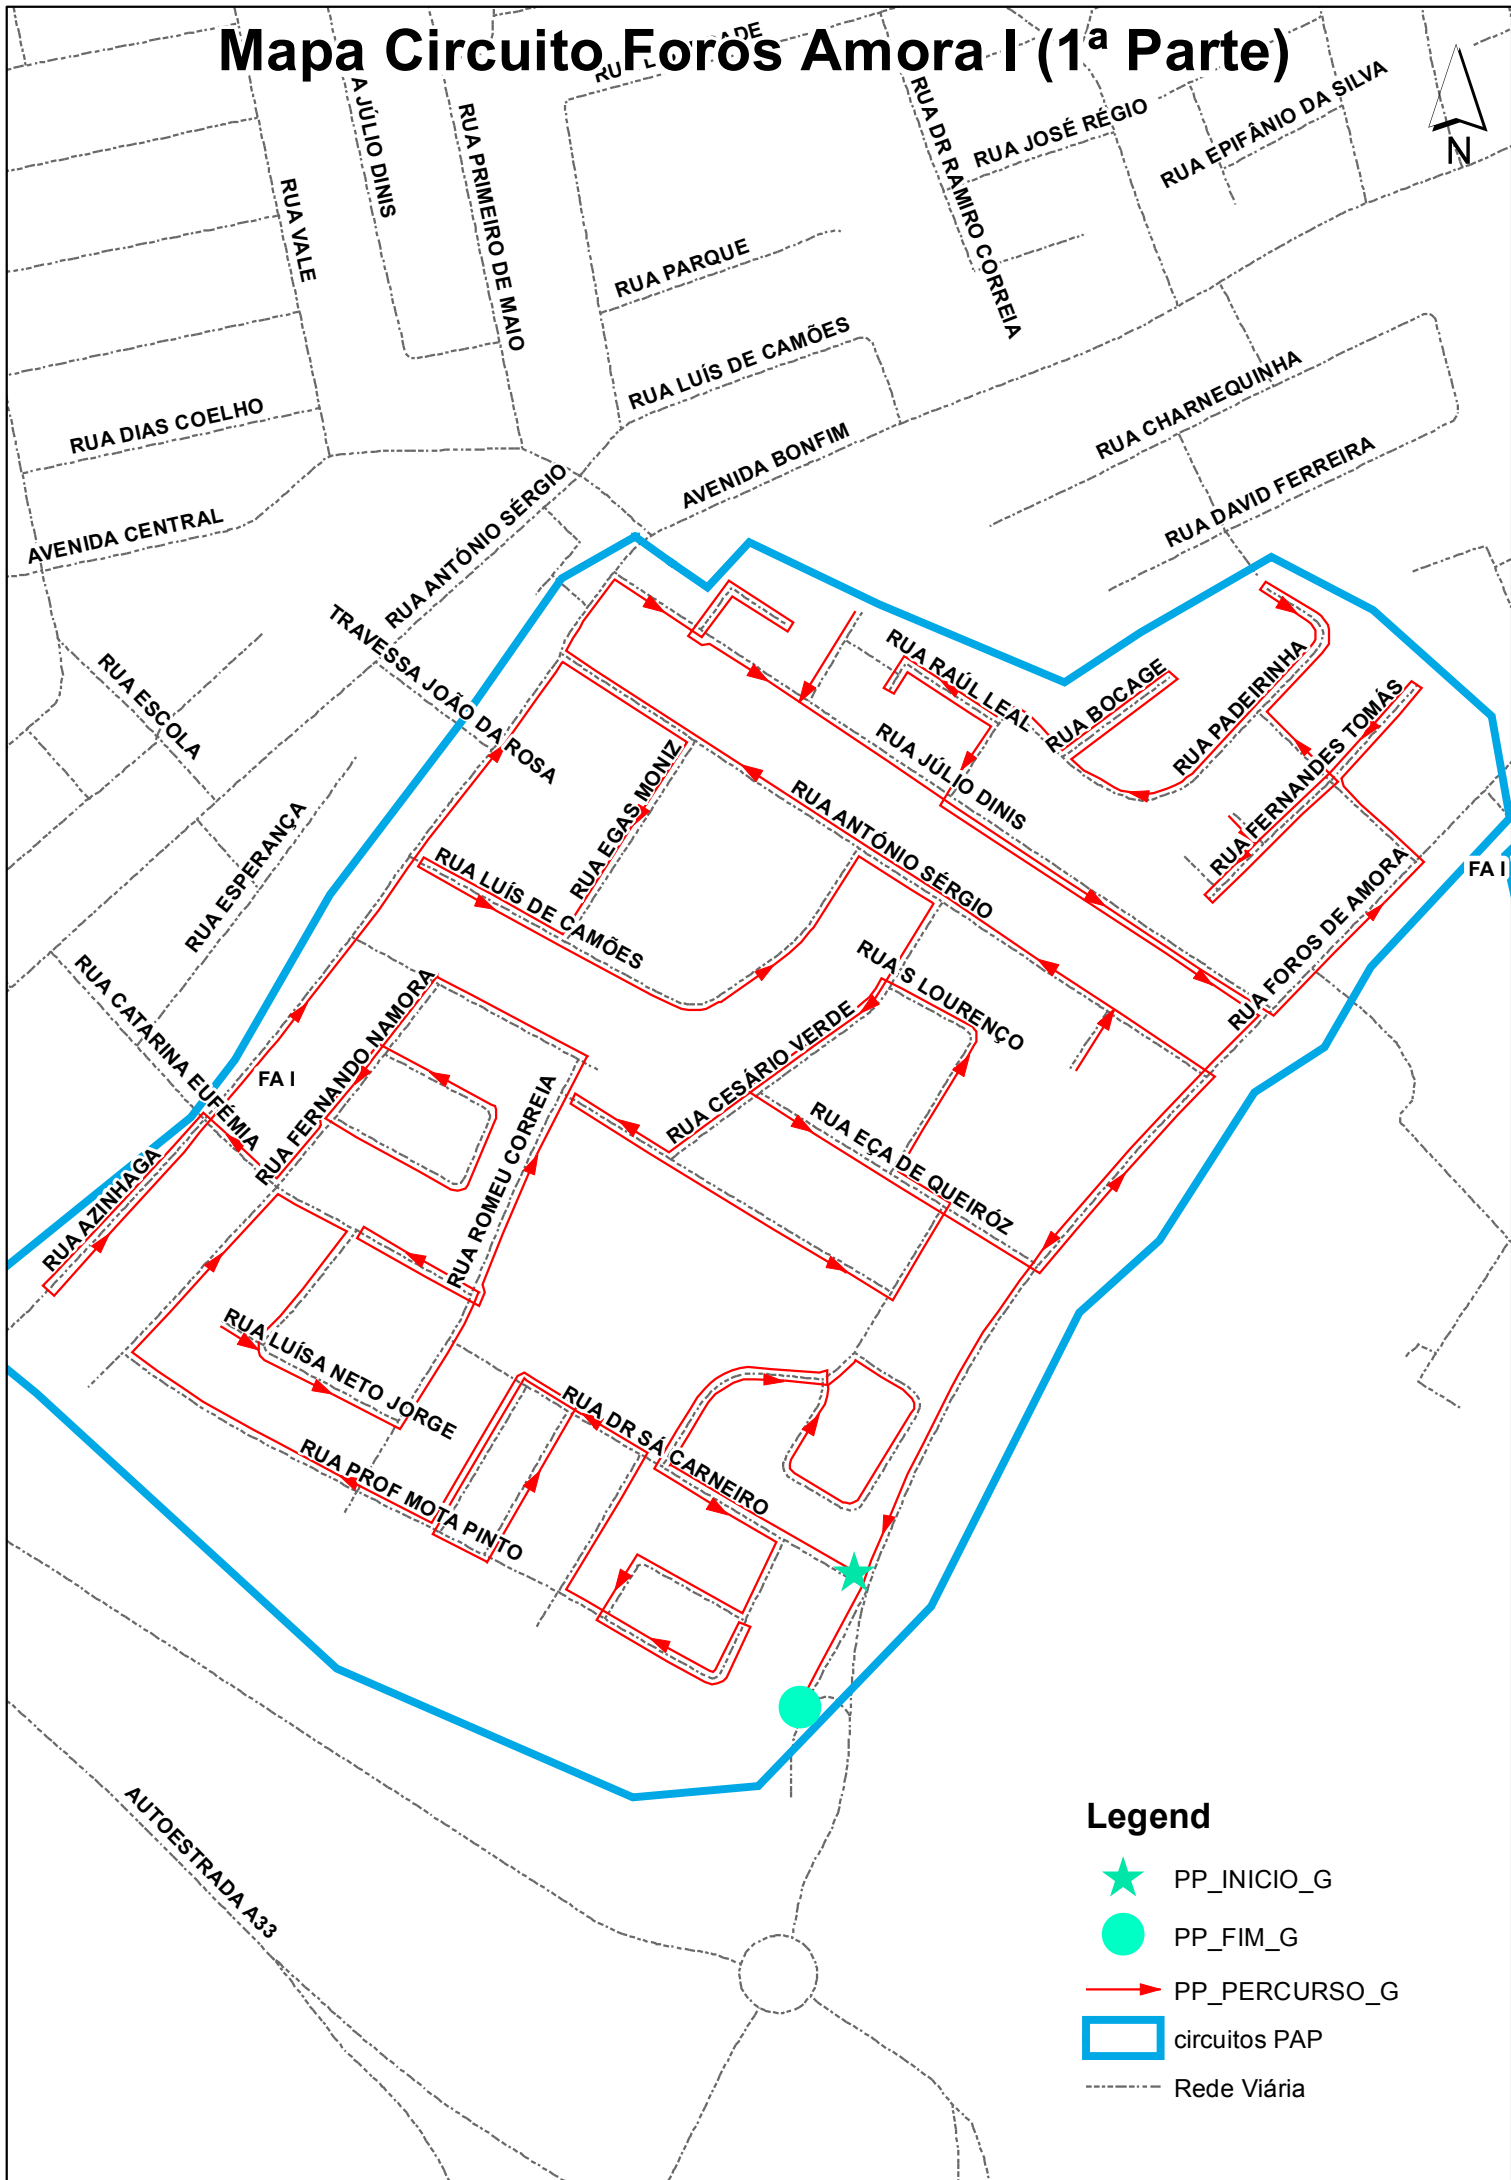 Mapa Circuito Foros Amora I (1ª Parte)
ADE
A JÚLIO DINIS
RUA PRIMEIRO DE MAIO
RUA VALE
RUA DR RAMIRO CORREIA
RUA JOSÉ RÉGIO
RUA EPIFÂNIO DA SILVA
N
RUA PARQUE
RUA LUÍS DE CAMÕES
RUA DIAS COELHO
AVENIDA BONFIM
RUA CHARNEQUINHA
RUA DAVID FERREIRA
AVENIDA CENTRAL
RUA ANTÓNIO SÉRGIO
TRAVESSA JOÃO DA ROSA
RUA ESCOLA
RUA RAÚL LEAL
RUA BOCAGE
RUA PADEIRINHA
RUA FERNANDES TOMÁS
RUA JÚLIO DINIS
RUA EGAS MONIZ
RUA ANTÓNIO SÉRGIO
RUA ESPERANÇA
RUA LUÍS DE CAMÕES
FA I
RUA FOROS DE AMORA
RUA S LOURENÇO
RUA CATARINA EUFÉMIA
RUA FERNANDO NAMORA
RUA CESÁRIO VERDE
FA I
RUA ROMEU CORREIA
RUA EÇA DE QUEIRÓZ
RUA AZINHAGA
RUA LUÍSA NETO JORGE
RUA DR SÁ CARNEIRO
RUA PROF MOTA PINTO
AUTOESTRADA A33
Legend
PP_INICIO_G
PP_FIM_G
PP_PERCURSO_G
circuitos PAP
Rede Viária